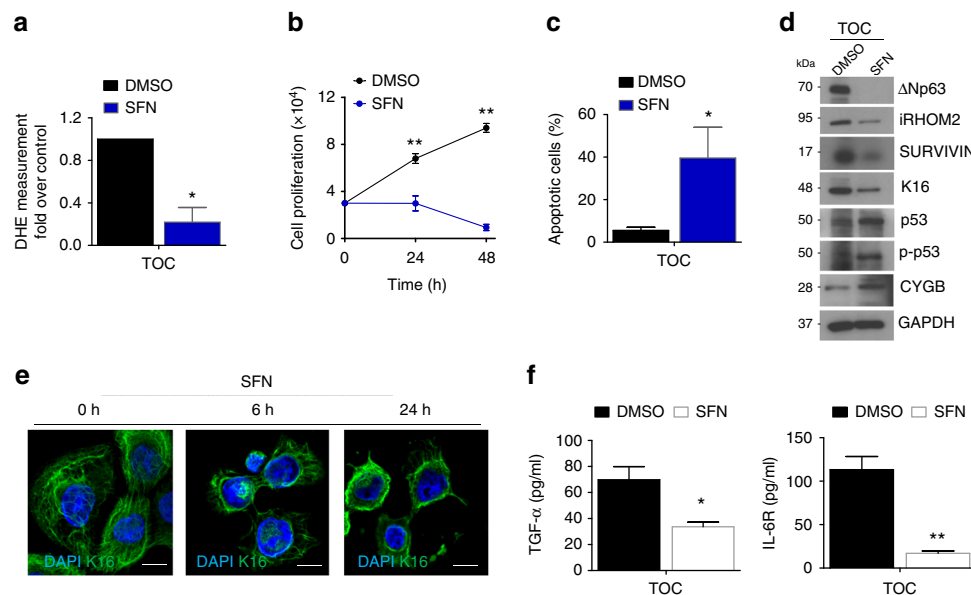 a
DMSO
SFN
DHE measurement
fold over control
1.2
0.8
0.4
0.0
*
TOC
b
DMSO
SFN
Cell proliferation (×10⁴)
12
9
6
3
0
**
**
0
24
48
Time (h)
c
DMSO
SFN
Apoptotic cells (%)
60
40
20
0
*
TOC
d
TOC
kDa
DMSO
SFN
70
ΔNp63
95
iRHOM2
17
SURVIVIN
48
K16
50
p53
50
p-p53
28
CYGB
37
GAPDH
e
SFN
0 h
6 h
24 h
DAPI K16
DAPI K16
DAPI K16
f
DMSO
SFN
TGF-α (pg/ml)
100
80
60
40
20
0
*
TOC
DMSO
SFN
IL-6R (pg/ml)
150
100
50
0
**
TOC